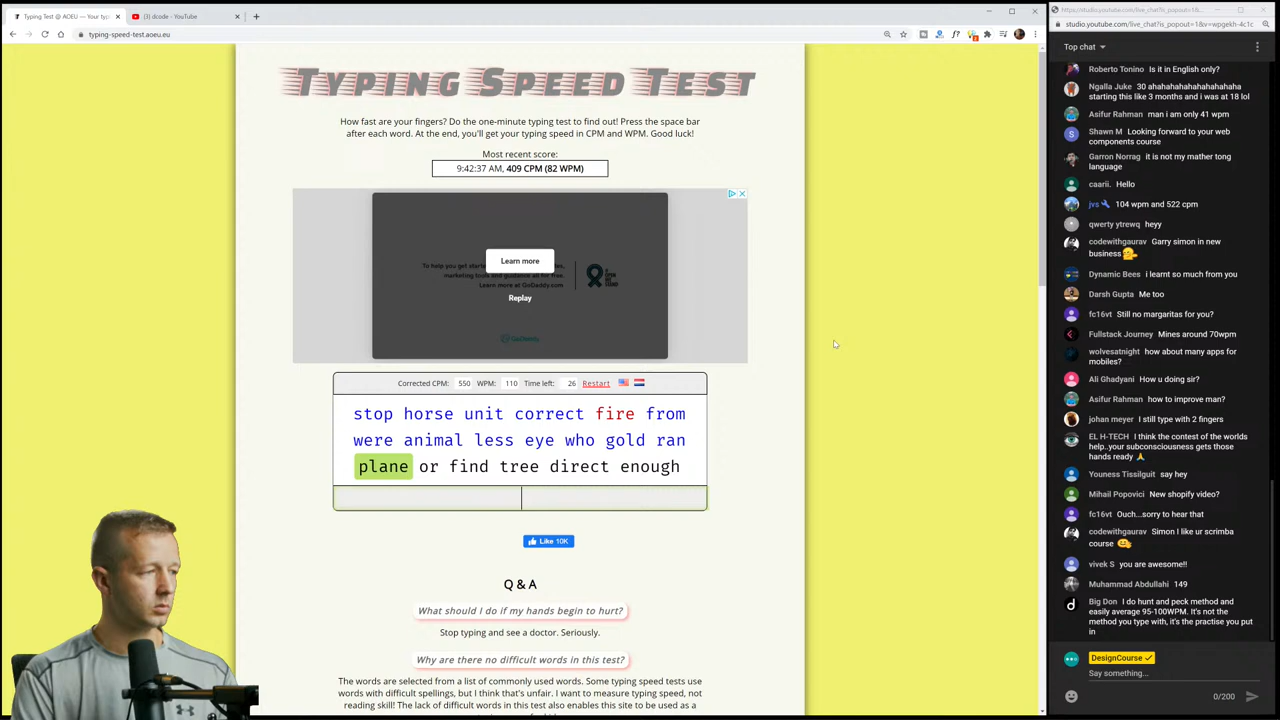 Typing Test @ AOEU — Your typ
(3) dcode - YouTube
typing-speed-test.aoeu.eu
TYPING SPEED TEST
How fast are your fingers? Do the one-minute typing test to find out! Press the space bar
after each word. At the end, you'll get your typing speed in CPM and WPM. Good luck!
Most recent score:
9:42:37 AM, 409 CPM (82 WPM)
Learn more
Learn more at GoDaddy.com
Replay
GoDaddy
Corrected CPM: 550 WPM: 110 Time left: 26 Restart
stop horse unit correct fire from
were animal less eye who gold ran
plane or find tree direct enough
Like 10K
Q & A
What should I do if my hands begin to hurt?
Stop typing and see a doctor. Seriously.
Why are there no difficult words in this test?
The words are selected from a list of commonly used words. Some typing speed tests use
words with difficult spellings, but I think that's unfair. I want to measure typing speed, not
reading skill! The lack of difficult words in this test also enables this site to be used as a
studio.youtube.com/live_chat?is_popout=1&v=wpgekh-4c1c
Top chat
Roberto Tonino Is it in English only?
Ngalla Juke 30 ahahahahahahahahaha
starting this like 3 months and i was at 18 lol
Asifur Rahman man i am only 41 wpm
Shawn M Looking forward to your web
components course
Garron Norrag it is not my mather tong
language
caarii. Hello
jvs 104 wpm and 522 cpm
qwerty ytrewq heyy
codewithgaurav Garry simon in new
business
Dynamic Bees i learnt so much from you
Darsh Gupta Me too
fc16vt Still no margaritas for you?
Fullstack Journey Mines around 70wpm
wolvesatnight how about many apps for
mobiles?
Ali Ghadyani How u doing sir?
Asifur Rahman how to improve man?
johan meyer I still type with 2 fingers
EL H-TECH I think the contest of the worlds
help..your subconsciousness gets those
hands ready
Youness Tissilguit say hey
Mihail Popovici New shopify video?
fc16vt Ouch...sorry to hear that
codewithgaurav Simon I like ur scrimba
course
vivek S you are awesome!!
Muhammad Abdullahi 149
Big Don I do hunt and peck method and
easily average 95-100WPM. It's not the
method you type with, it's the practise you put
in
DesignCourse
Say something...
0/200